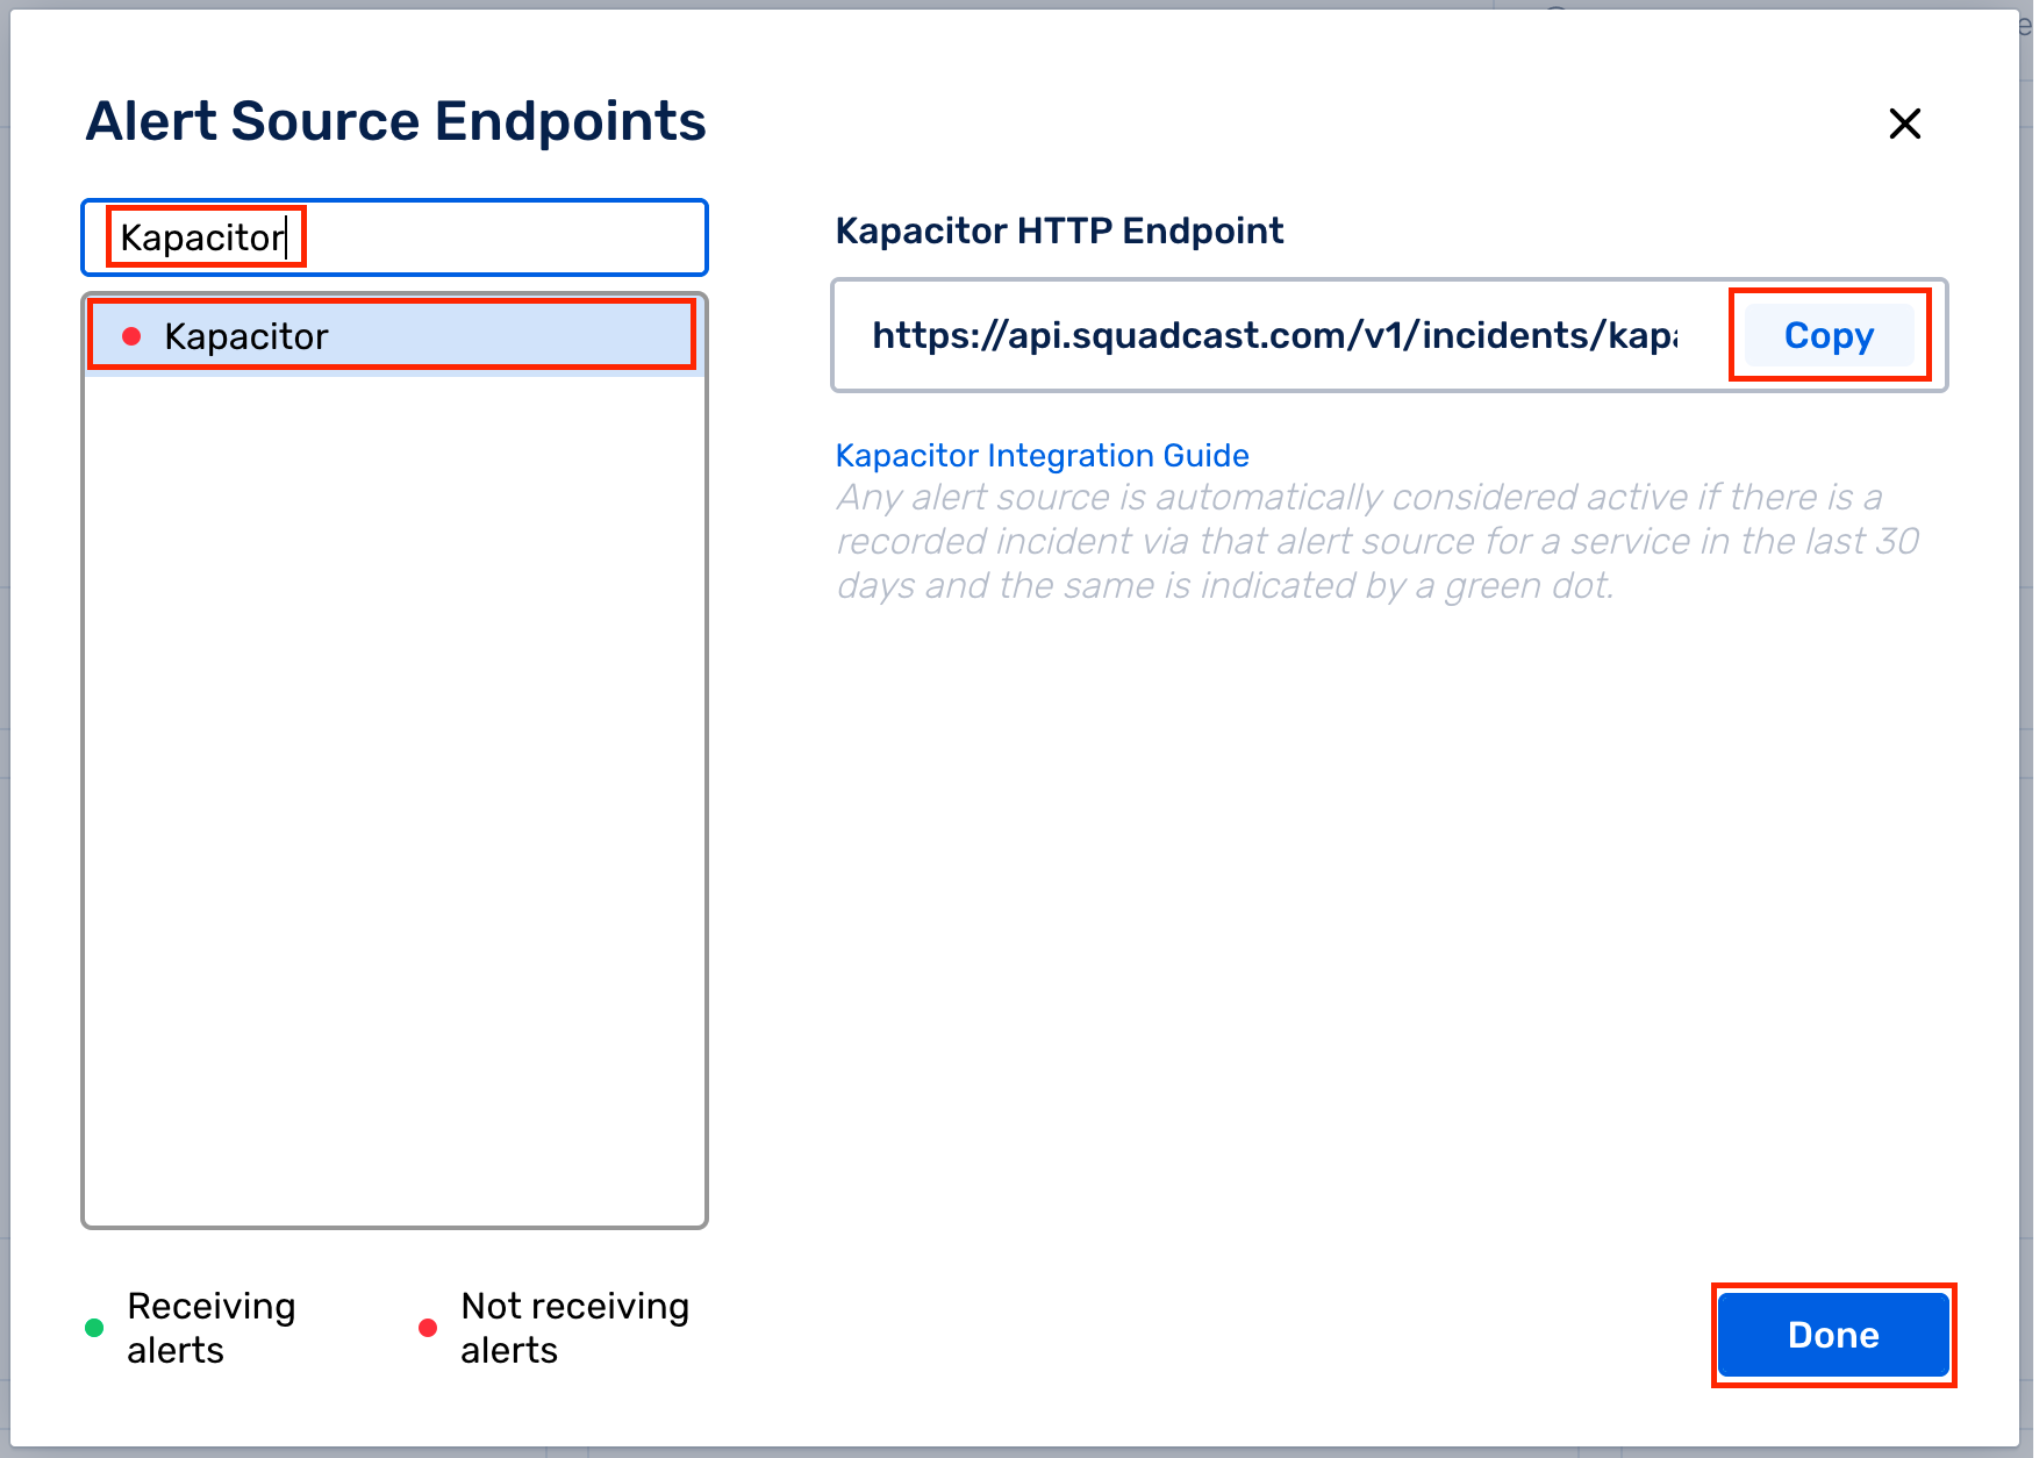 Alert Source Endpoints
Kapacitor
Kapacitor
Kapacitor HTTP Endpoint
https://api.squadcast.com/v1/incidents/kap
Copy
Kapacitor Integration Guide
Any alert source is automatically considered active if there is a
recorded incident via that alert source for a service in the last 30
days and the same is indicated by a green dot.
Receiving
alerts
Not receiving
alerts
Done